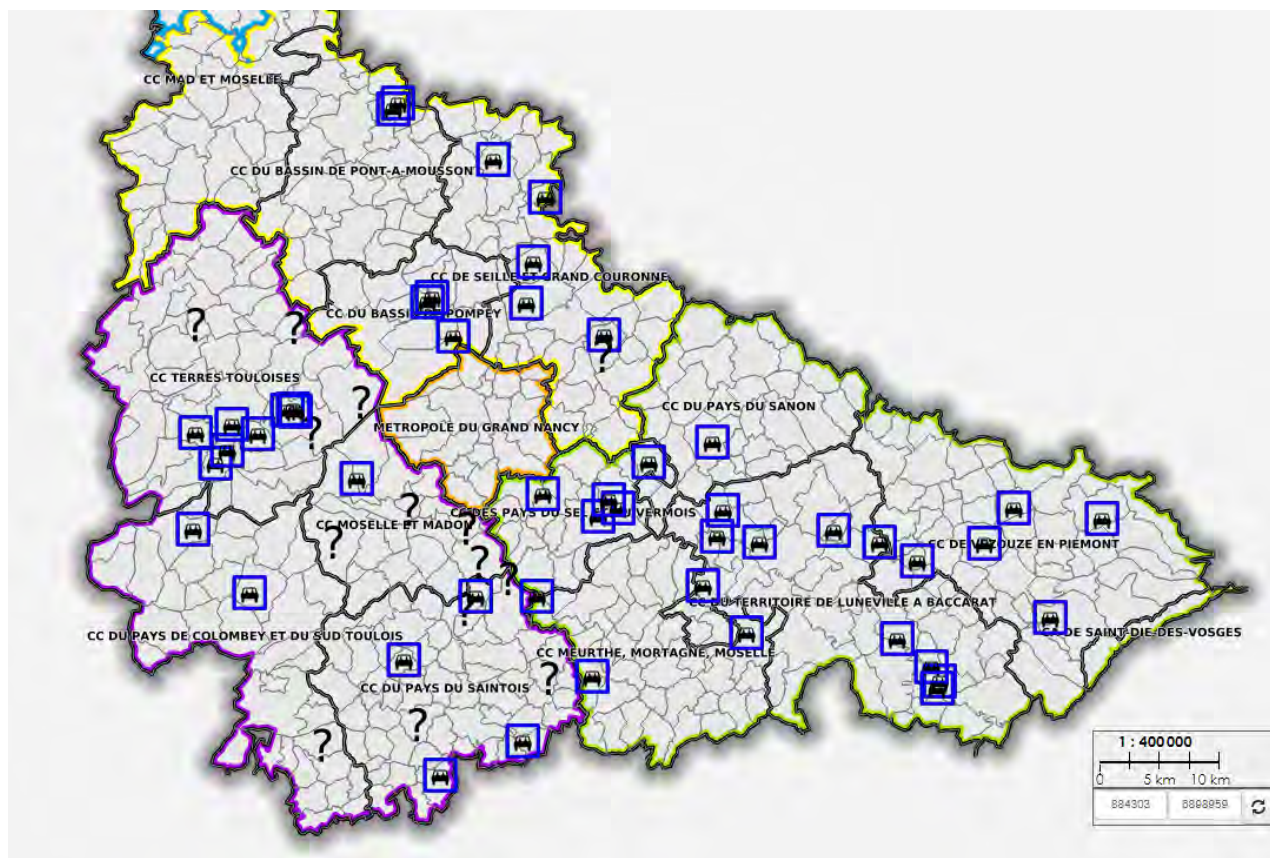 CC MAD ET MOSELLE
CC DU BASSIN DE PONT-A-MOUSSON
CC DE SEILLE ET GRAND COURONNE
CC DU BASSIN DE POMPEY
?
?
?
CC TERRES TOULOISES
?
CC DU PAYS DU SANON
METROPOLE DU GRAND NANCY
?
?
CC DES PAYS DU SEL ET DU VERMOIS
CC MOSELLE ET MADON
?
?
CC DE VEZOUZE EN PIEMONT
?
?
CC DU TERRITOIRE DE LUNEVILLE A BACCARAT
?
CC DU PAYS DE COLOMBEY ET DU SUD TOULOIS
CA DE SAINT-DIE-DES-VOSGES
CC MEURTHE, MORTAGNE, MOSELLE
?
CC DU PAYS DU SAINTOIS
?
?
1 : 400000
0 5 km 10 km
884303 6898959